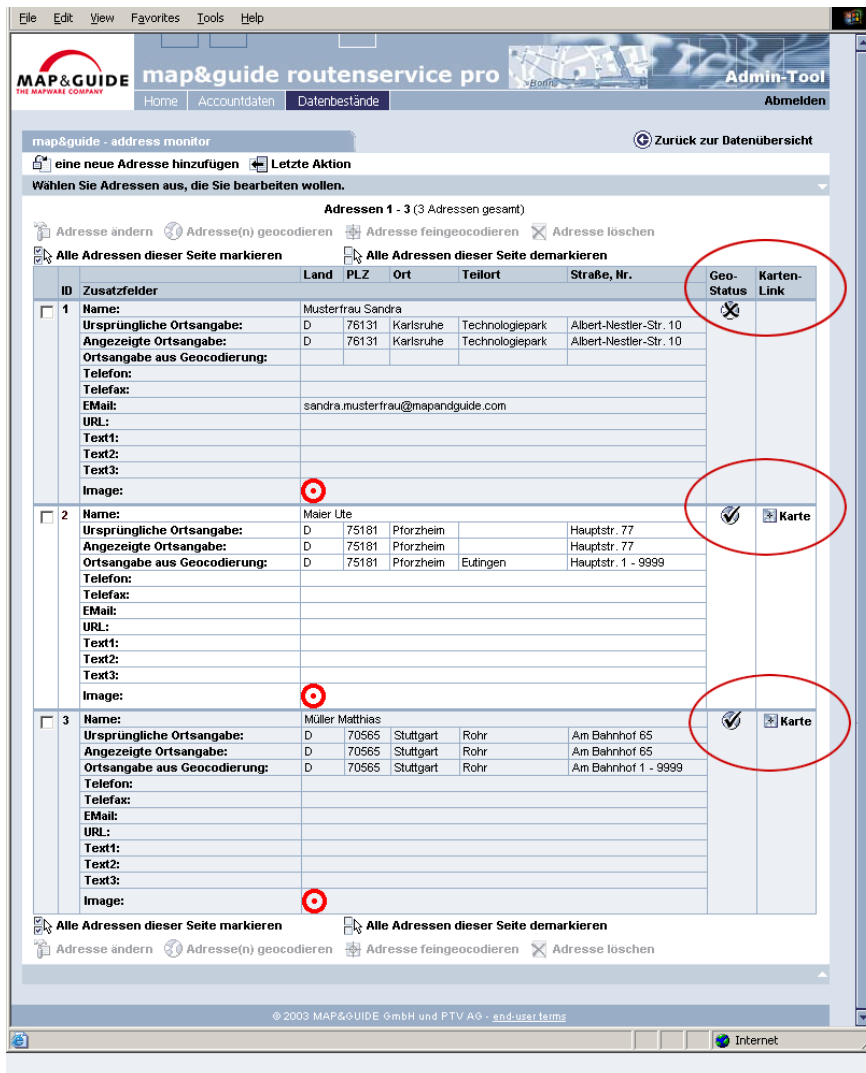 File Edit View Favorites Tools Help
MAP&GUIDE
THE MAPWARE COMPANY
map&guide routenservice pro
Bonn
Admin-Tool
Home Accountdaten Datenbestände Abmelden
map&guide - address monitor Zurück zur Datenübersicht
eine neue Adresse hinzufügen Letzte Aktion
Wählen Sie Adressen aus, die Sie bearbeiten wollen.
Adressen 1 - 3 (3 Adressen gesamt)
Adresse ändern Adresse(n) geocodieren Adresse feingeocodieren Adresse löschen
Alle Adressen dieser Seite markieren Alle Adressen dieser Seite demarkieren
Land PLZ Ort Teilort Straße, Nr. Geo- Karten-
ID Zusatzfelder Status Link
1 Name: Musterfrau Sandra
Ursprüngliche Ortsangabe: D 76131 Karlsruhe Technologiepark Albert-Nestler-Str. 10
Angezeigte Ortsangabe: D 76131 Karlsruhe Technologiepark Albert-Nestler-Str. 10
Ortsangabe aus Geocodierung:
Telefon:
Telefax:
EMail: sandra.musterfrau@mapandguide.com
URL:
Text1:
Text2:
Text3:
Image:
2 Name: Maier Ute Karte
Ursprüngliche Ortsangabe: D 75181 Pforzheim Hauptstr. 77
Angezeigte Ortsangabe: D 75181 Pforzheim Hauptstr. 77
Ortsangabe aus Geocodierung: D 75181 Pforzheim Eutingen Hauptstr. 1 - 9999
Telefon:
Telefax:
EMail:
URL:
Text1:
Text2:
Text3:
Image:
3 Name: Müller Matthias Karte
Ursprüngliche Ortsangabe: D 70565 Stuttgart Rohr Am Bahnhof 65
Angezeigte Ortsangabe: D 70565 Stuttgart Rohr Am Bahnhof 65
Ortsangabe aus Geocodierung: D 70565 Stuttgart Rohr Am Bahnhof 1 - 9999
Telefon:
Telefax:
EMail:
URL:
Text1:
Text2:
Text3:
Image:
Alle Adressen dieser Seite markieren Alle Adressen dieser Seite demarkieren
Adresse ändern Adresse(n) geocodieren Adresse feingeocodieren Adresse löschen
© 2003 MAP&GUIDE GmbH und PTV AG - end-user terms
Internet